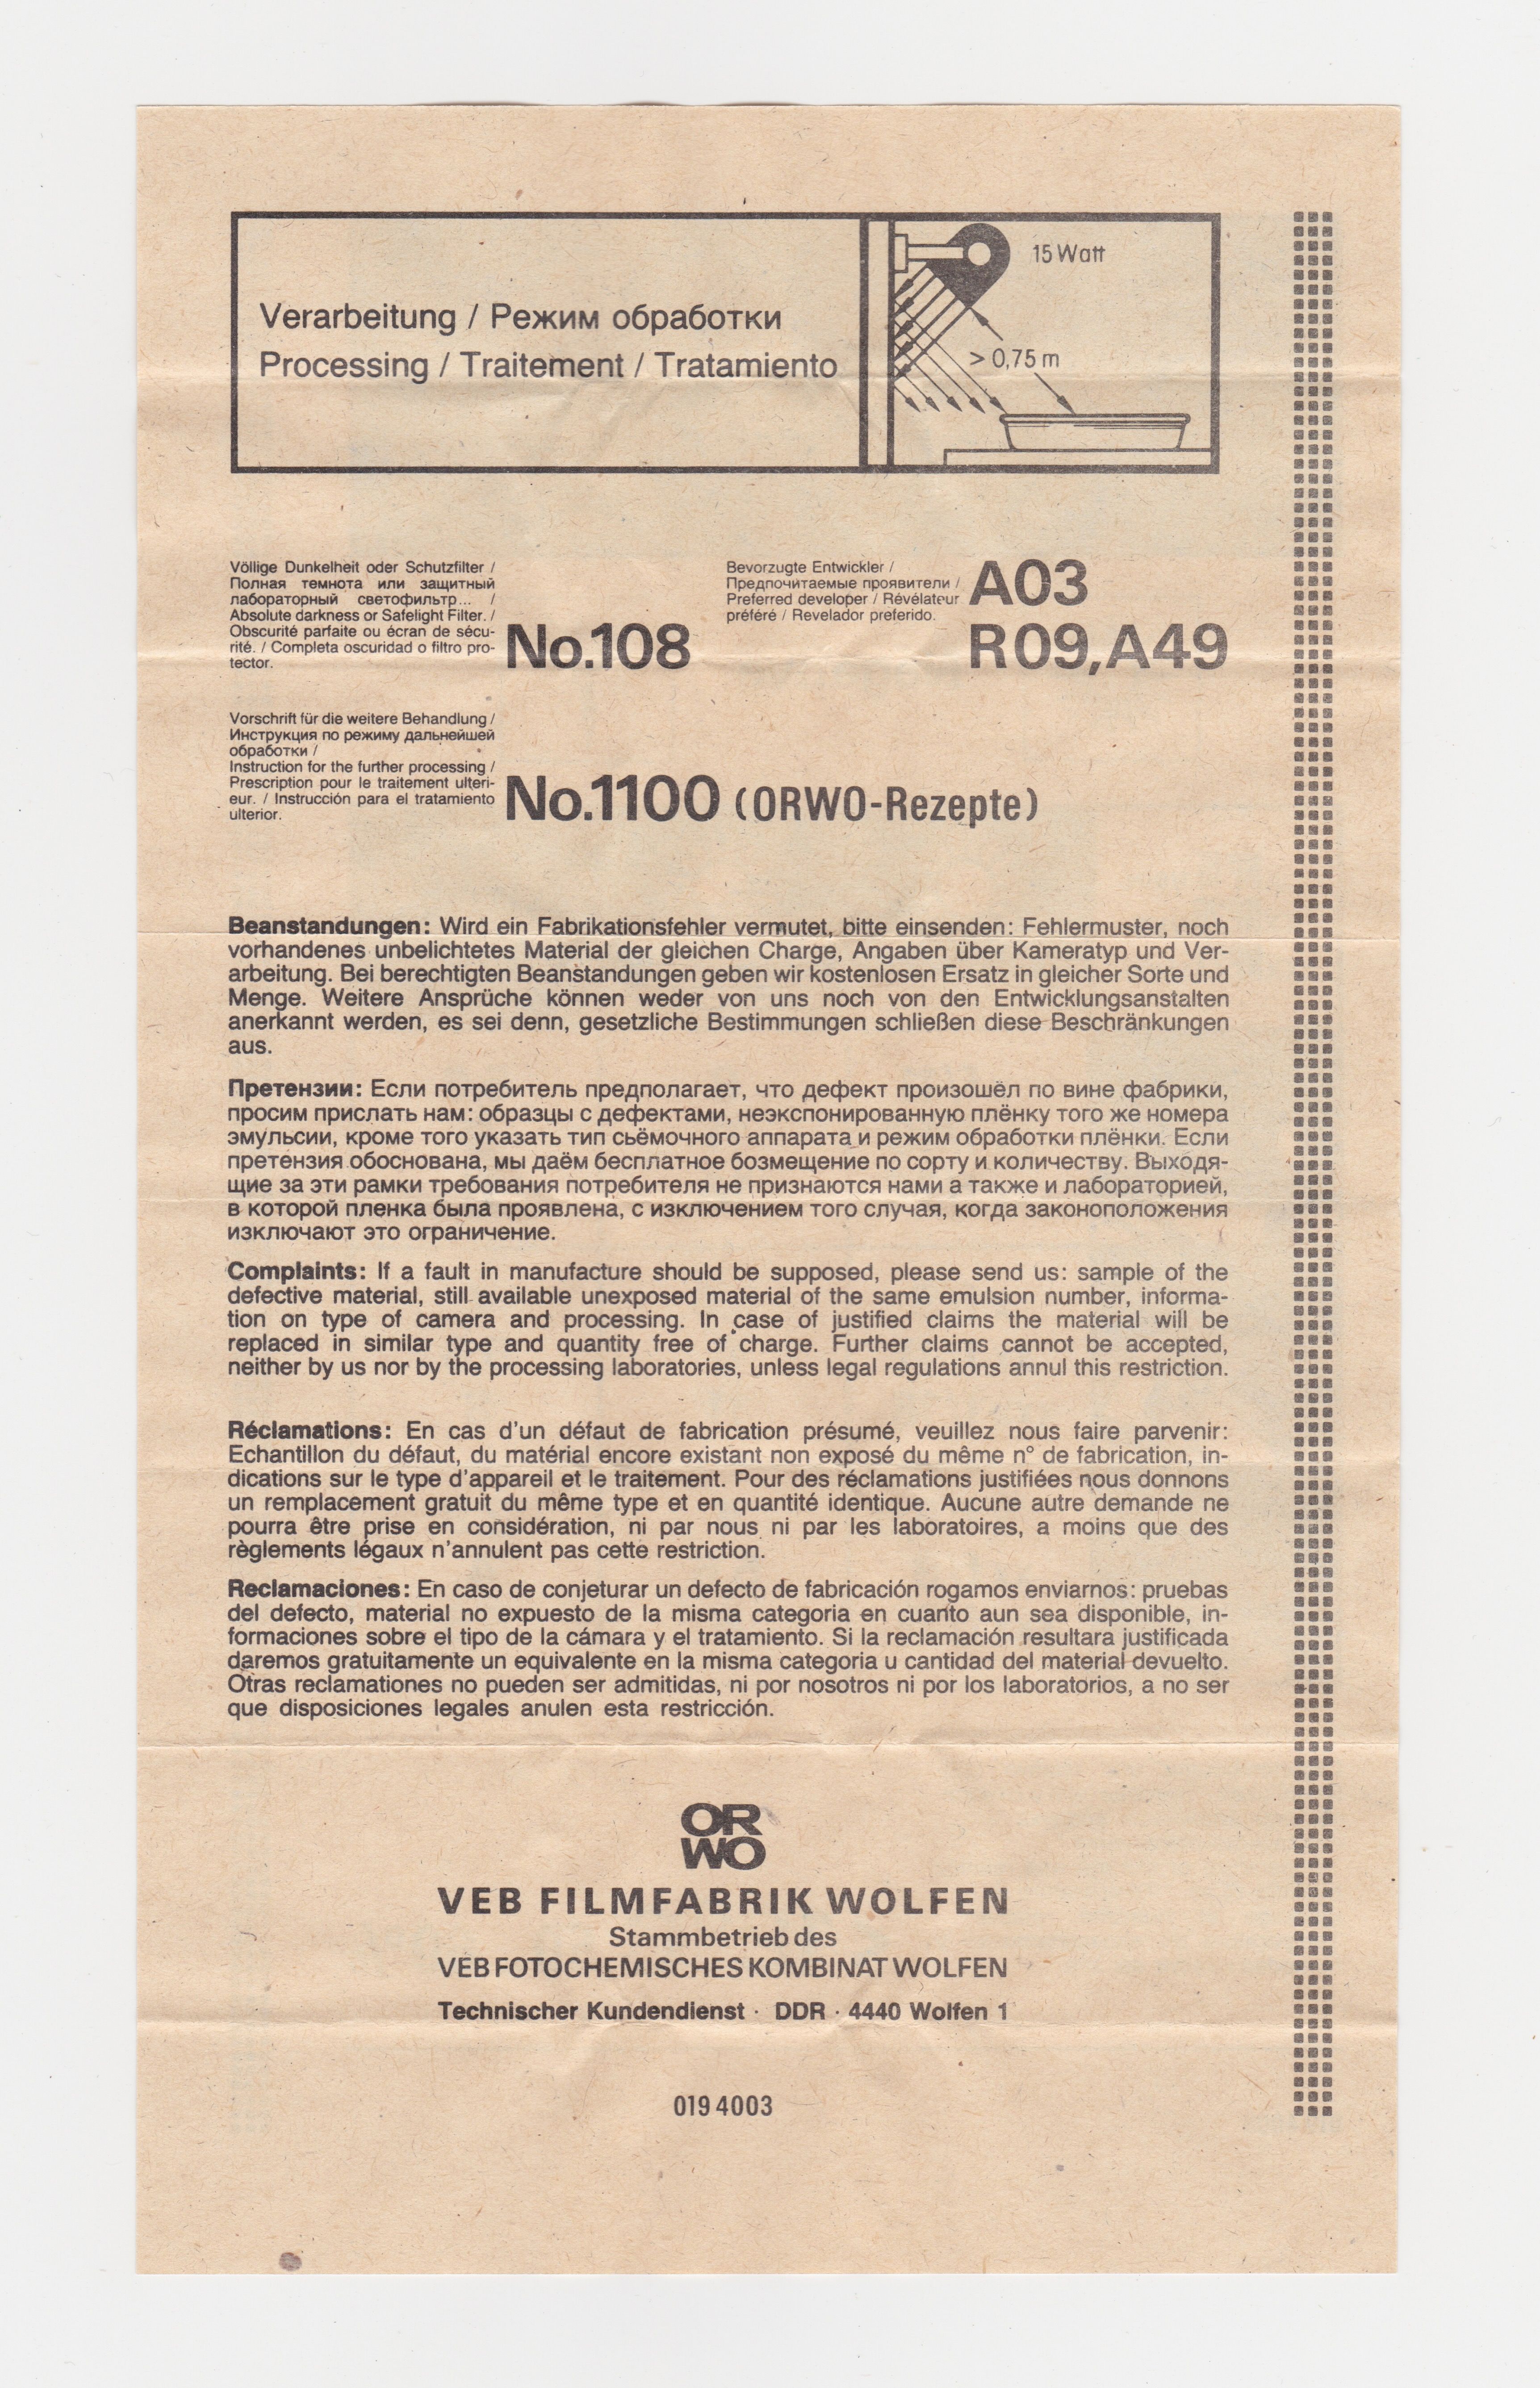 Verarbeitung / Режим обработки
Processing / Traitement / Tratamiento
15 Watt
> 0,75 m
Völlige Dunkelheit oder Schutzfilter /
Полная темнота или защитный
лабораторный светофильтр... /
Absolute darkness or Safelight Filter. /
Obscurité parfaite ou écran de sécu-
rité. / Completa oscuridad o filtro pro-
tector.
No.108
Bevorzugte Entwickler /
Предпочитаемые проявители /
Preferred developer / Révélateur
préféré / Revelador preferido.
A03
R09, A49
Vorschrift für die weitere Behandlung /
Инструкция по режиму дальнейшей
обработки /
Instruction for the further processing /
Prescription pour le traitement ulteri-
eur. / Instrucción para el tratamiento
ulterior.
No.1100 (ORWO-Rezepte)
Beanstandungen: Wird ein Fabrikationsfehler vermutet, bitte einsenden: Fehlermuster, noch
vorhandenes unbelichtetes Material der gleichen Charge, Angaben über Kameratyp und Ver-
arbeitung. Bei berechtigten Beanstandungen geben wir kostenlosen Ersatz in gleicher Sorte und
Menge. Weitere Ansprüche können weder von uns noch von den Entwicklungsanstalten
anerkannt werden, es sei denn, gesetzliche Bestimmungen schließen diese Beschränkungen
aus.
Претензии: Если потребитель предполагает, что дефект произошёл по вине фабрики,
просим прислать нам: образцы с дефектами, неэкспонированную плёнку того же номера
эмульсии, кроме того указать тип сьёмочного аппарата и режим обработки плёнки. Если
претензия обоснована, мы даём бесплатное бозмещение по сорту и количеству. Выходя-
щие за эти рамки требования потребителя не признаются нами а также и лабораторией,
в которой пленка была проявлена, с изключением того случая, когда законоположения
изключают это ограничение.
Complaints: If a fault in manufacture should be supposed, please send us: sample of the
defective material, still available unexposed material of the same emulsion number, informa-
tion on type of camera and processing. In case of justified claims the material will be
replaced in similar type and quantity free of charge. Further claims cannot be accepted,
neither by us nor by the processing laboratories, unless legal regulations annul this restriction.
Réclamations: En cas d'un défaut de fabrication présumé, veuillez nous faire parvenir:
Echantillon du défaut, du matérial encore existant non exposé du même n° de fabrication, in-
dications sur le type d'appareil et le traitement. Pour des réclamations justifiées nous donnons
un remplacement gratuit du même type et en quantité identique. Aucune autre demande ne
pourra être prise en considération, ni par nous ni par les laboratoires, a moins que des
règlements légaux n'annulent pas cette restriction.
Reclamaciones: En caso de conjeturar un defecto de fabricación rogamos enviarnos: pruebas
del defecto, material no expuesto de la misma categoria en cuanto aun sea disponible, in-
formaciones sobre el tipo de la cámara y el tratamiento. Si la reclamación resultara justificada
daremos gratuitamente un equivalente en la misma categoria u cantidad del material devuelto.
Otras reclamationes no pueden ser admitidas, ni por nosotros ni por los laboratorios, a no ser
que disposiciones legales anulen esta restricción.
OR
WO
VEB FILMFABRIK WOLFEN
Stammbetrieb des
VEB FOTOCHEMISCHES KOMBINAT WOLFEN
Technischer Kundendienst · DDR · 4440 Wolfen 1
019 4003